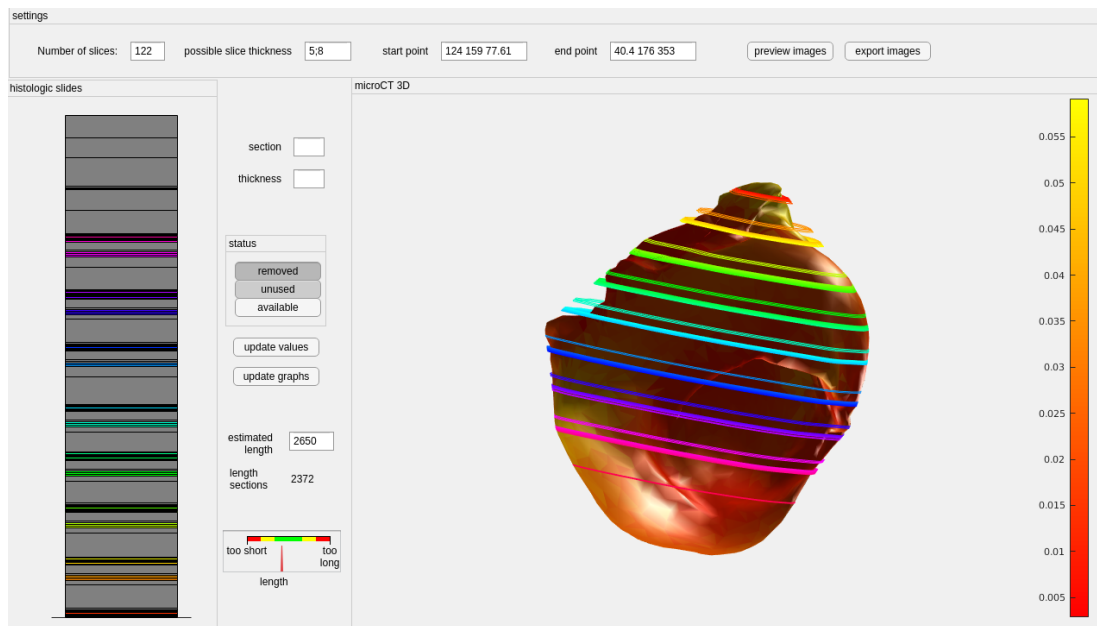 settings
Number of slices: 122 possible slice thickness 5;8 start point 124 159 77.61 end point 40.4 176 353 preview images export images
histologic slides
microCT 3D
section
thickness
status
removed
unused
available
update values
update graphs
estimated length 2650
length sections 2372
too short too long
length
0.055
0.05
0.045
0.04
0.035
0.03
0.025
0.02
0.015
0.01
0.005